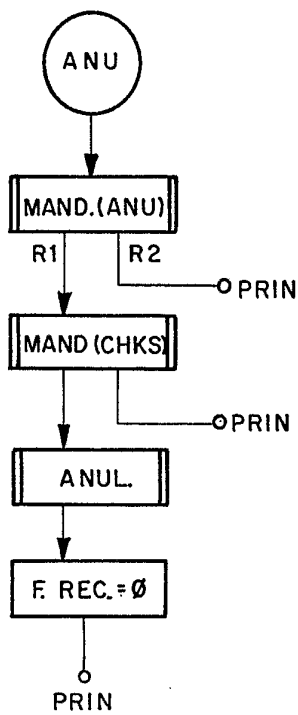 ANU
MAND.(ANU)
R1 R2
PRIN
MAND(CHKS)
PRIN
ANUL.
F. REC.=Ø
PRIN